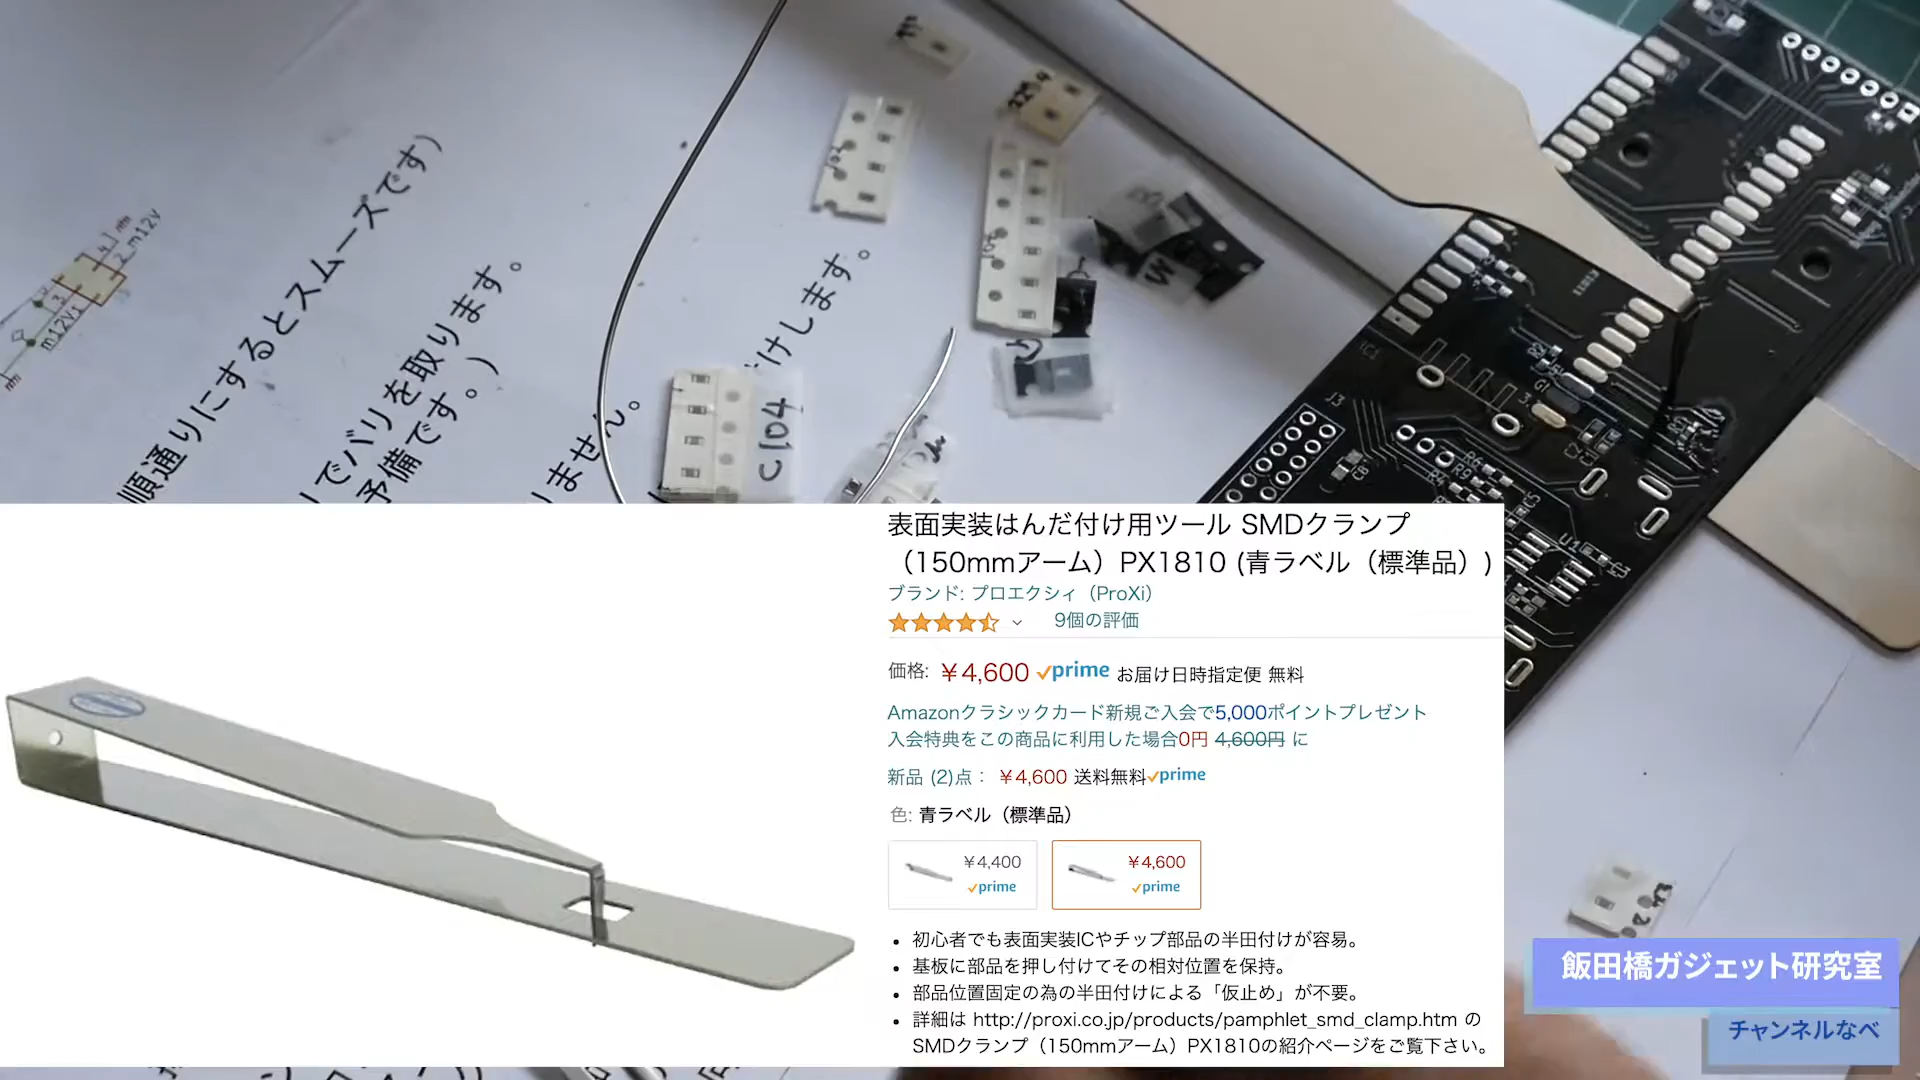 順通りにするとスムーズです)
でバリを取ります。
予備です。)
けします。
りません。
m12V
m12V1
C104
J3
表面実装はんだ付け用ツール SMDクランプ
（150mmアーム）PX1810 (青ラベル（標準品）)
ブランド: プロエクシィ（ProXi）
9個の評価
価格: ￥4,600 prime お届け日時指定便 無料
Amazonクラシックカード新規ご入会で5,000ポイントプレゼント
入会特典をこの商品に利用した場合0円 4,600円 に
新品 (2)点： ￥4,600 送料無料 prime
色: 青ラベル（標準品）
￥4,400
prime
￥4,600
prime
• 初心者でも表面実装ICやチップ部品の半田付けが容易。
• 基板に部品を押し付けてその相対位置を保持。
• 部品位置固定の為の半田付けによる「仮止め」が不要。
• 詳細は http://proxi.co.jp/products/pamphlet_smd_clamp.htm の
SMDクランプ（150mmアーム）PX1810の紹介ページをご覧下さい。
飯田橋ガジェット研究室
チャンネルなべ